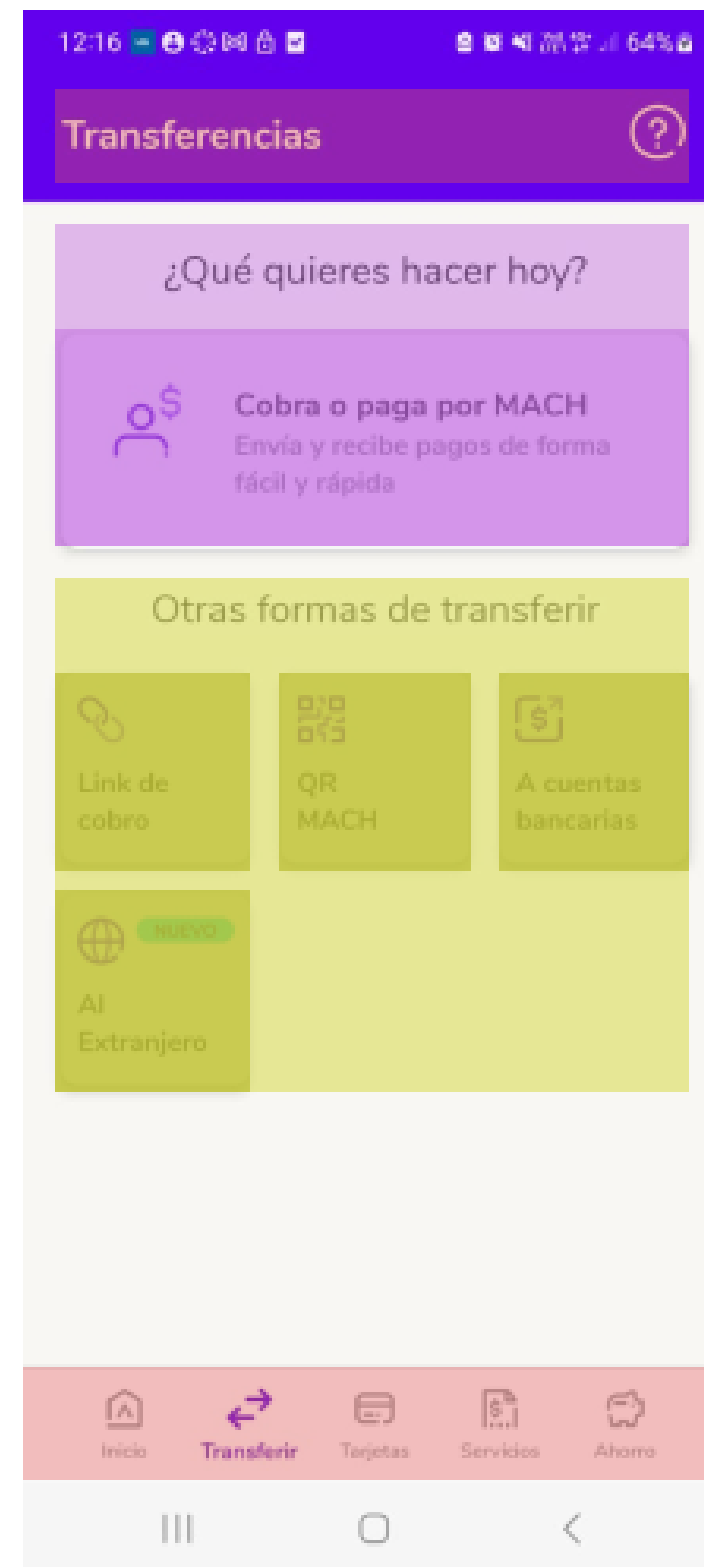 12:16
64%
Transferencias
¿Qué quieres hacer hoy?
Cobra o paga por MACH
Envía y recibe pagos de forma
fácil y rápida
Otras formas de transferir
Link de
cobro
QR
MACH
A cuentas
bancarias
NUEVO
Al
Extranjero
Inicio
Transferir
Tarjetas
Servicios
Ahorro